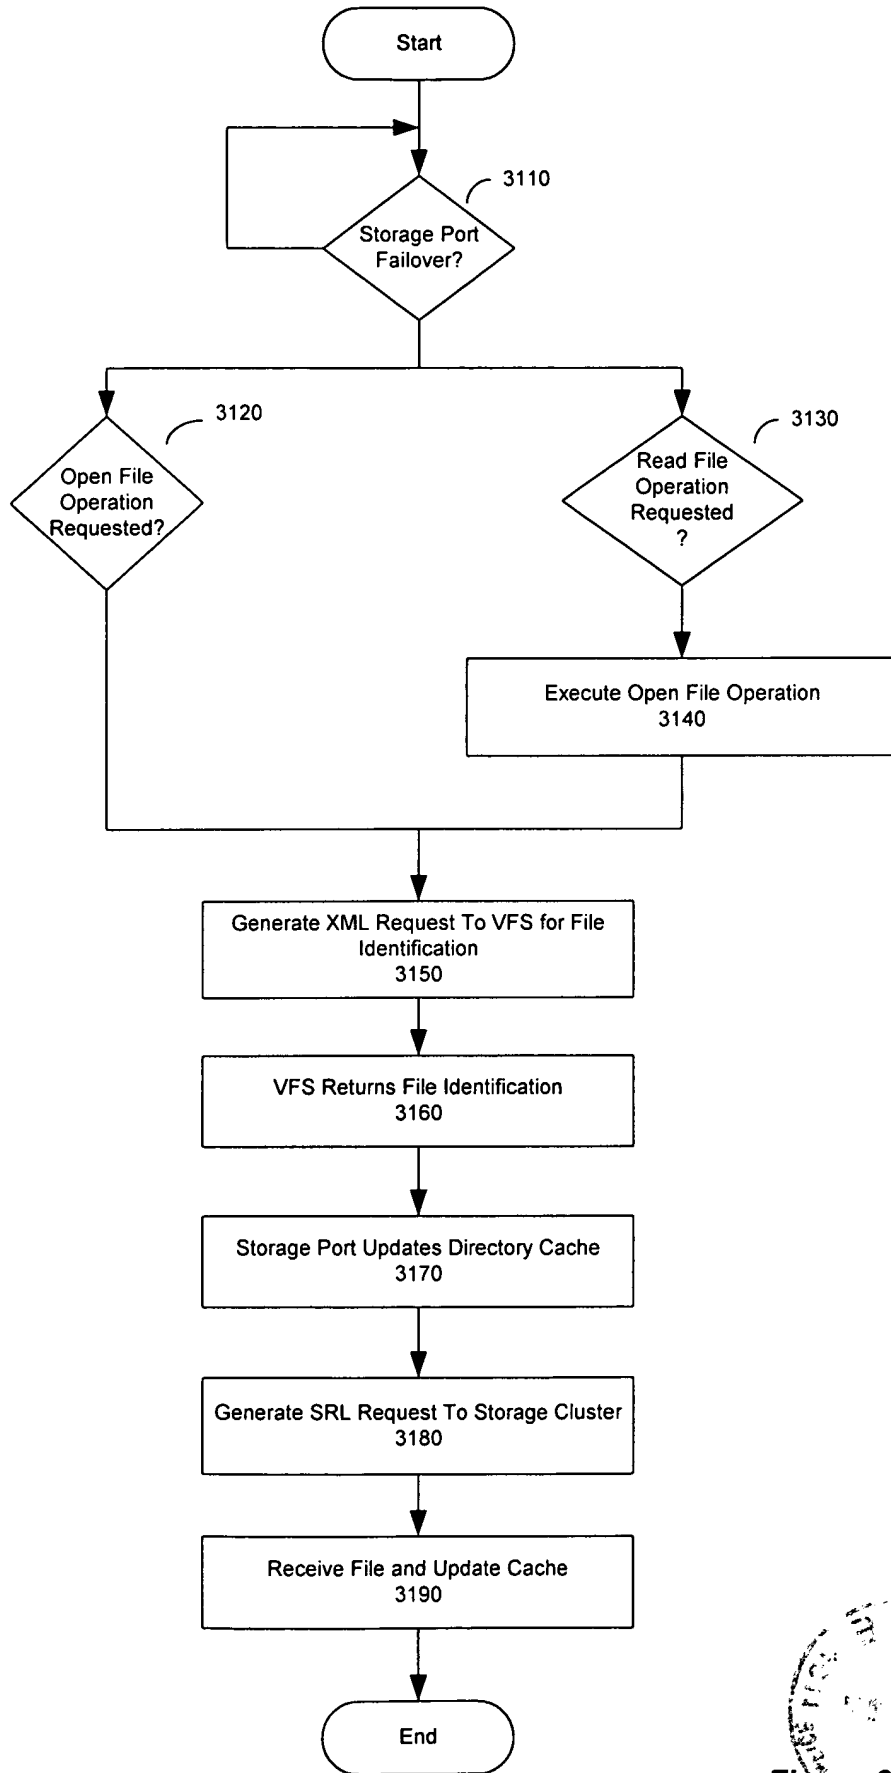 Start
3110
Storage Port
Failover?
3120
3130
Open File
Operation
Requested?
Read File
Operation
Requested
?
Execute Open File Operation
3140
Generate XML Request To VFS for File
Identification
3150
VFS Returns File Identification
3160
Storage Port Updates Directory Cache
3170
Generate SRL Request To Storage Cluster
3180
Receive File and Update Cache
3190
End